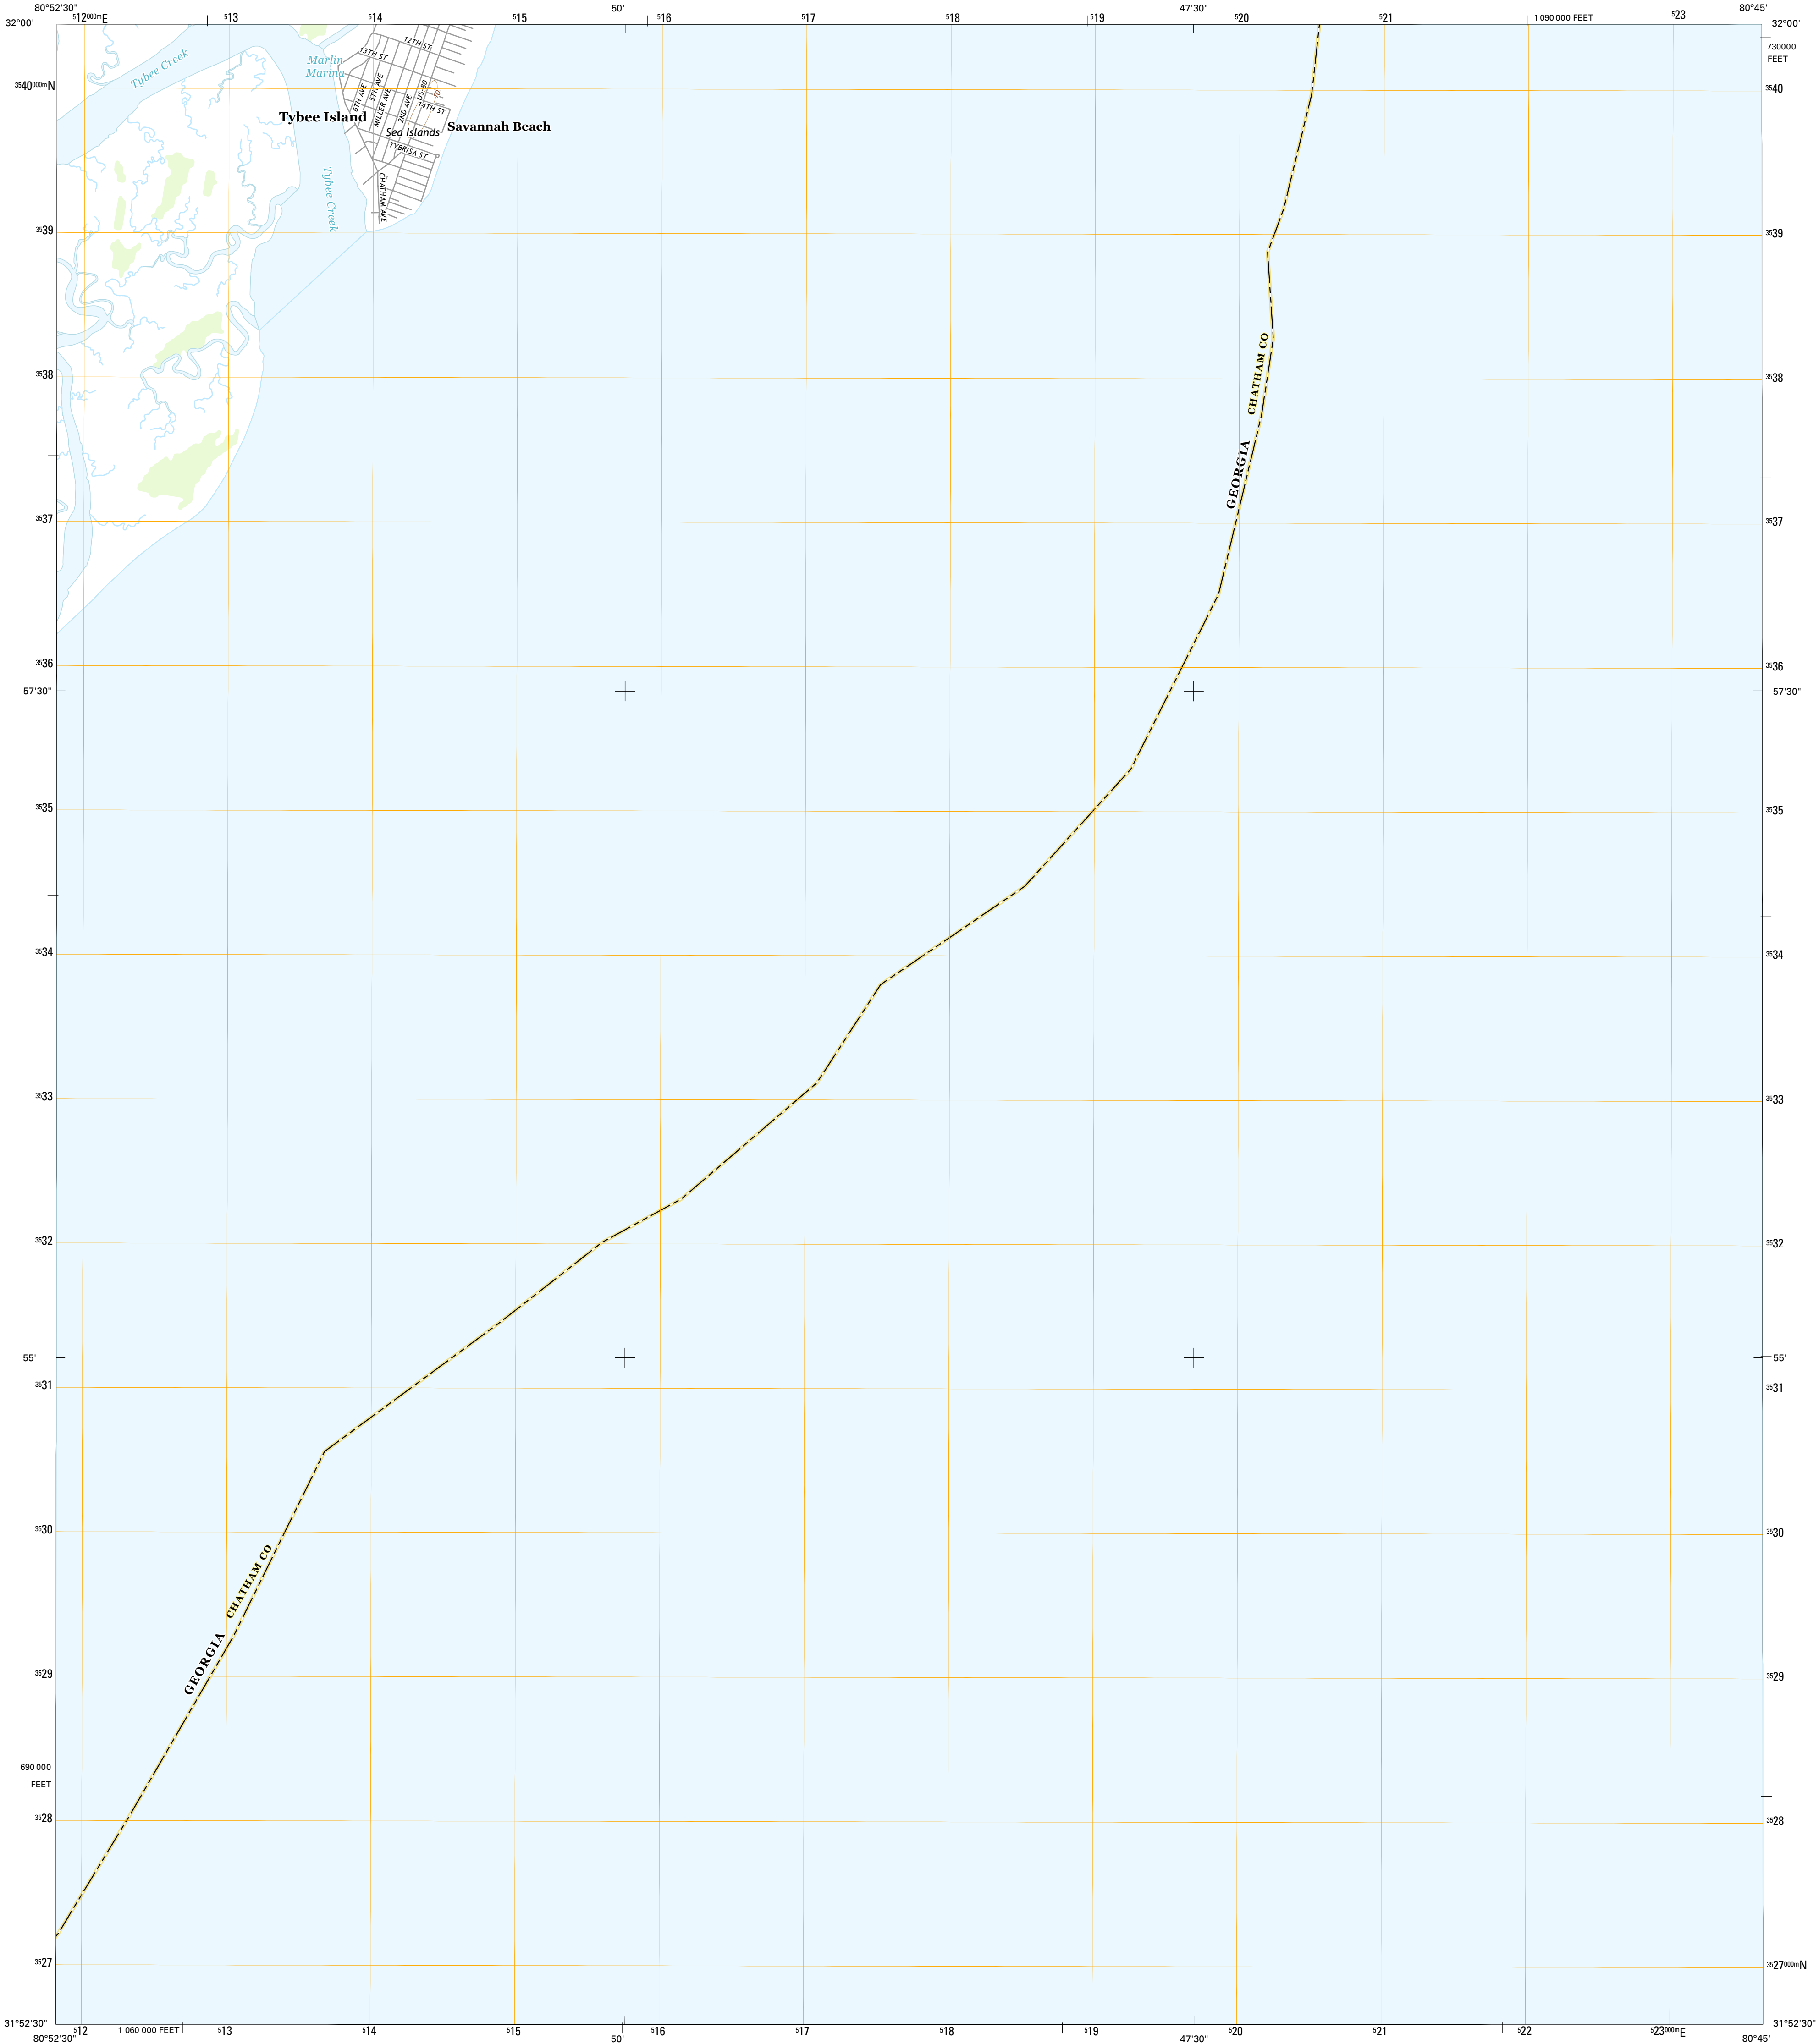 80°52'30" 50' 47'30" 80°45'
512000mE 513 514 515 516 517 518 519 520 521 1 090 000 FEET 523
32°00' 32°00'
730000
FEET
3540000mN 3540
Tybee Creek
Marlin
Marina
12TH ST
13TH ST
6TH AVE
5TH AVE
MILLER AVE
2ND AVE
US-80
14TH ST
10
Tybee Island
Savannah Beach
Sea Islands
TYBRISA ST
CHATHAM AVE
Tybee Creek
3539 3539
3538 3538
CHATHAM CO
GEORGIA
3537 3537
3536 3536
57'30" 57'30"
3535 3535
3534 3534
3533 3533
3532 3532
55' 55'
3531 3531
3530 3530
CHATHAM CO
GEORGIA
3529 3529
690 000
FEET
3528 3528
3527 3527000mN
31°52'30" 31°52'30"
512 1 060 000 FEET 513 514 515 516 517 518 519 520 521 522 523000mE
80°52'30" 50' 47'30" 80°45'